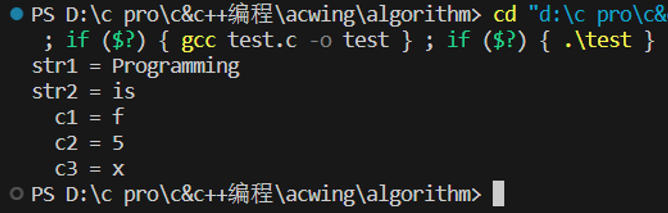 PS D:\c pro\c&c++编程\acwing\algorithm> cd "d:\c pro\c&
; if ($?) { gcc test.c -o test } ; if ($?) { .\test }
str1 = Programming
str2 = is
c1 = f
c2 = 5
c3 = x
PS D:\c pro\c&c++编程\acwing\algorithm>